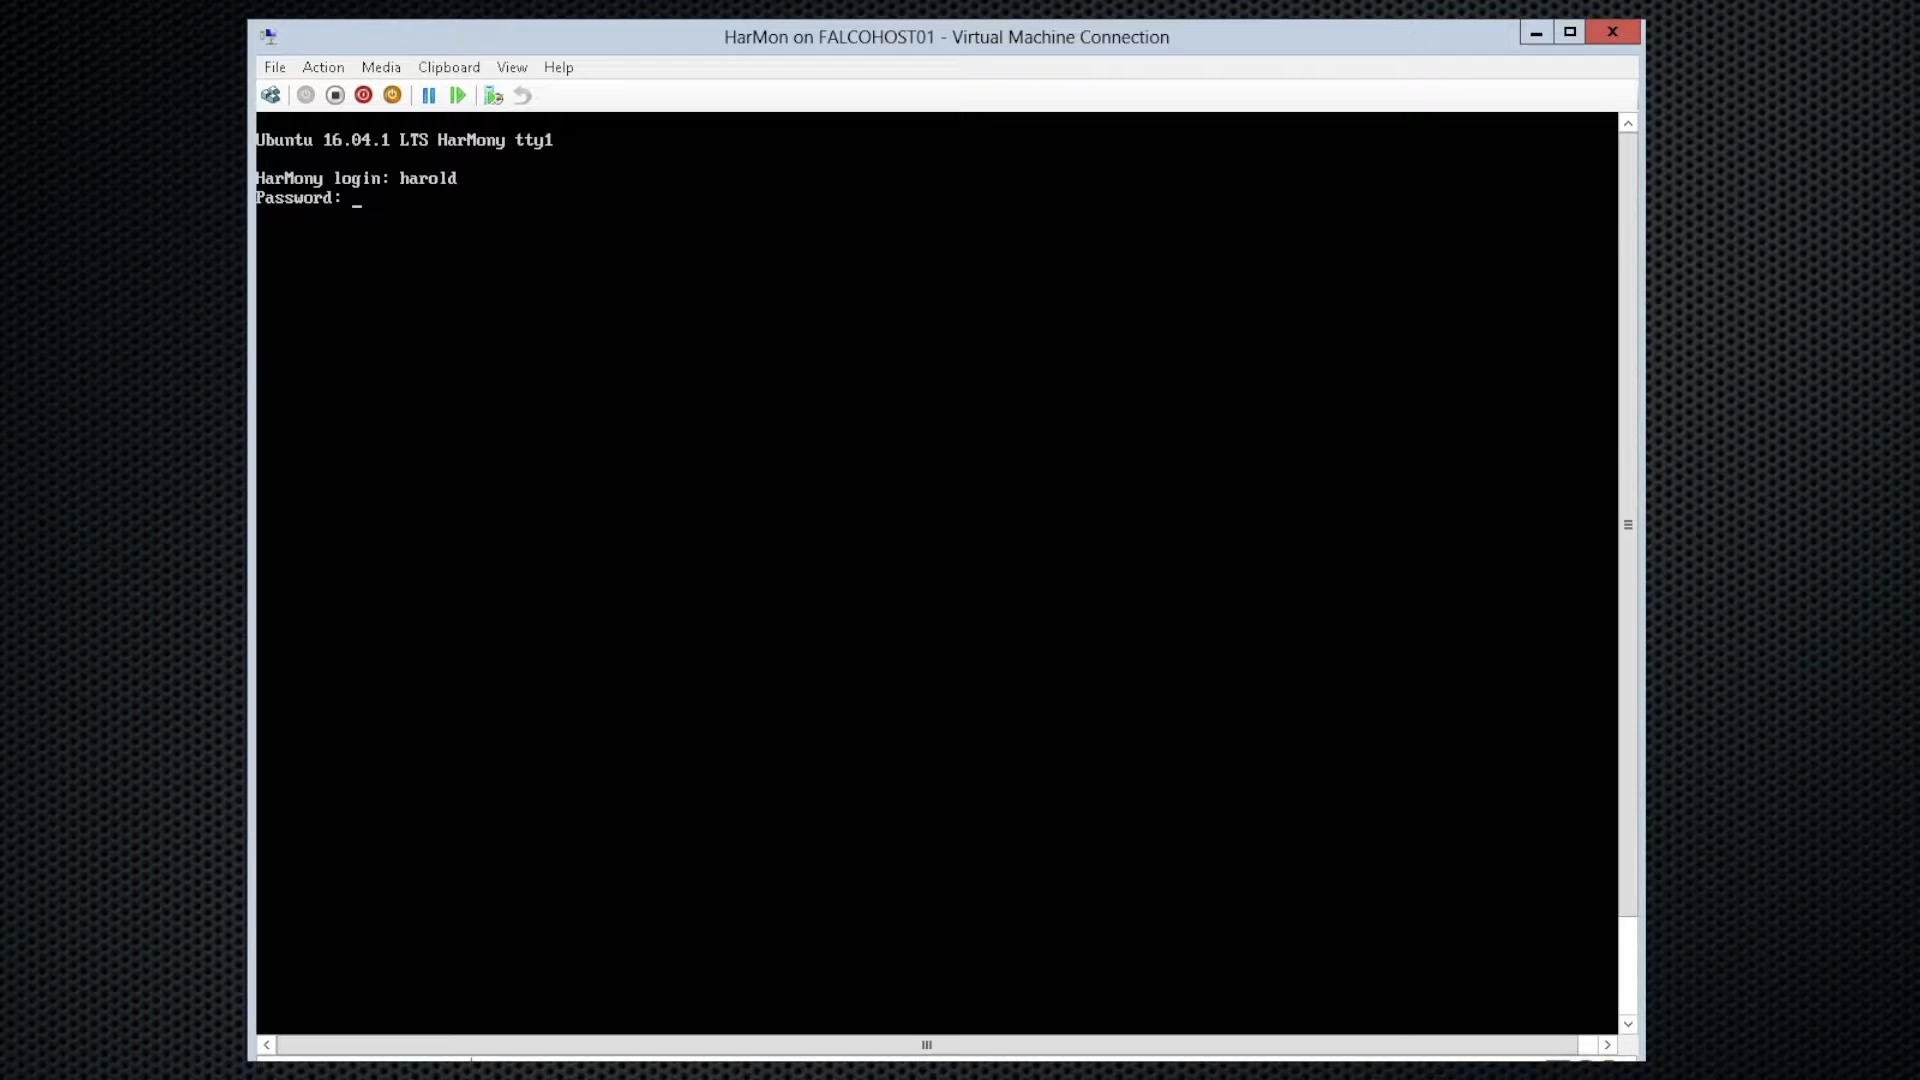 HarMon on FALCOHOST01 - Virtual Machine Connection
File Action Media Clipboard View Help
Ubuntu 16.04.1 LTS HarMony tty1
HarMony login: harold
Password: _